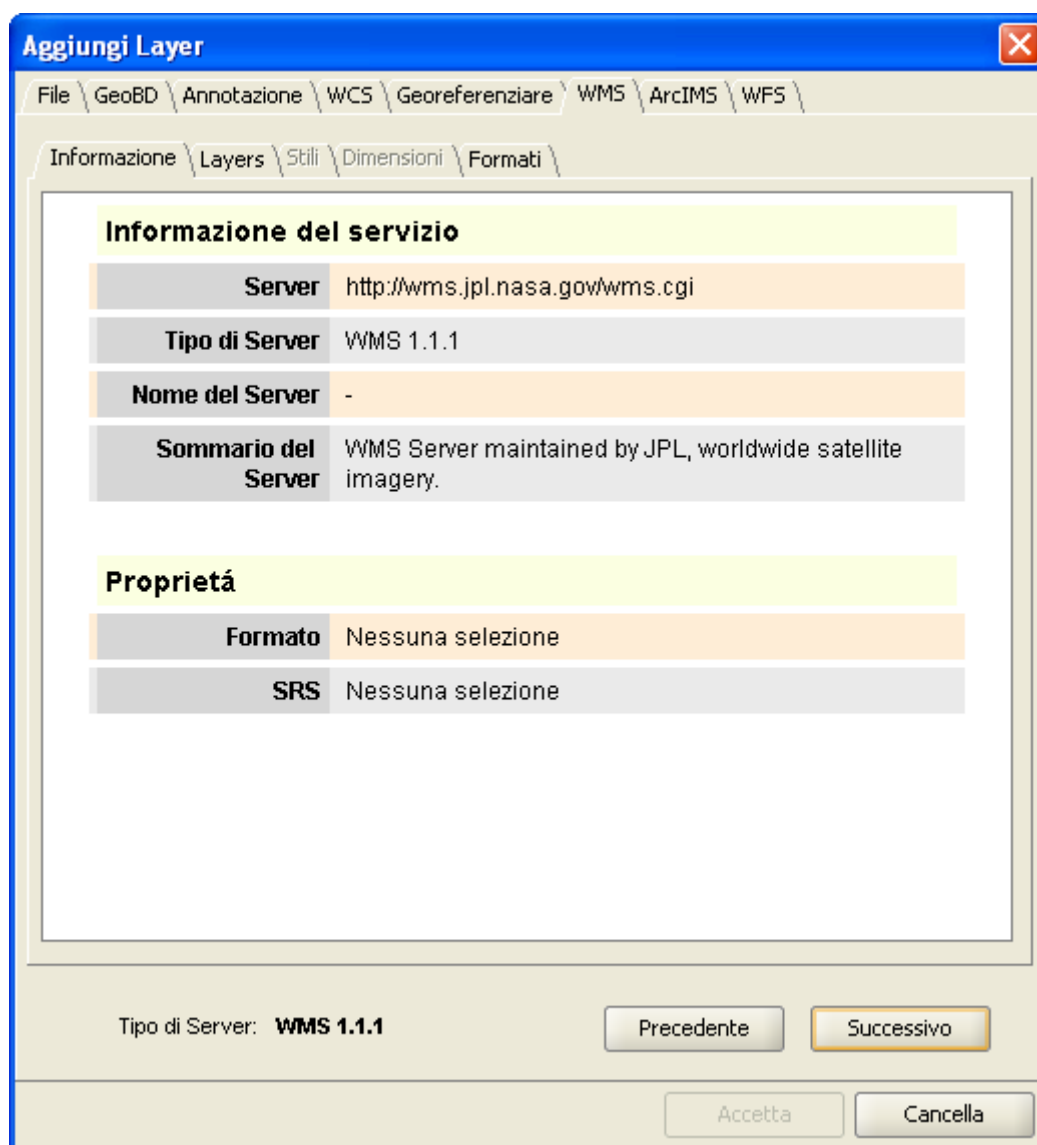 Aggiungi Layer
File GeoBD Annotazione WCS Georeferenziare WMS ArcIMS WFS
Informazione Layers Stili Dimensioni Formati
Informazione del servizio
Server http://wms.jpl.nasa.gov/wms.cgi
Tipo di Server WMS 1.1.1
Nome del Server -
Sommario del Server WMS Server maintained by JPL, worldwide satellite imagery.
Proprietá
Formato Nessuna selezione
SRS Nessuna selezione
Tipo di Server: WMS 1.1.1 Precedente Successivo
Accetta Cancella